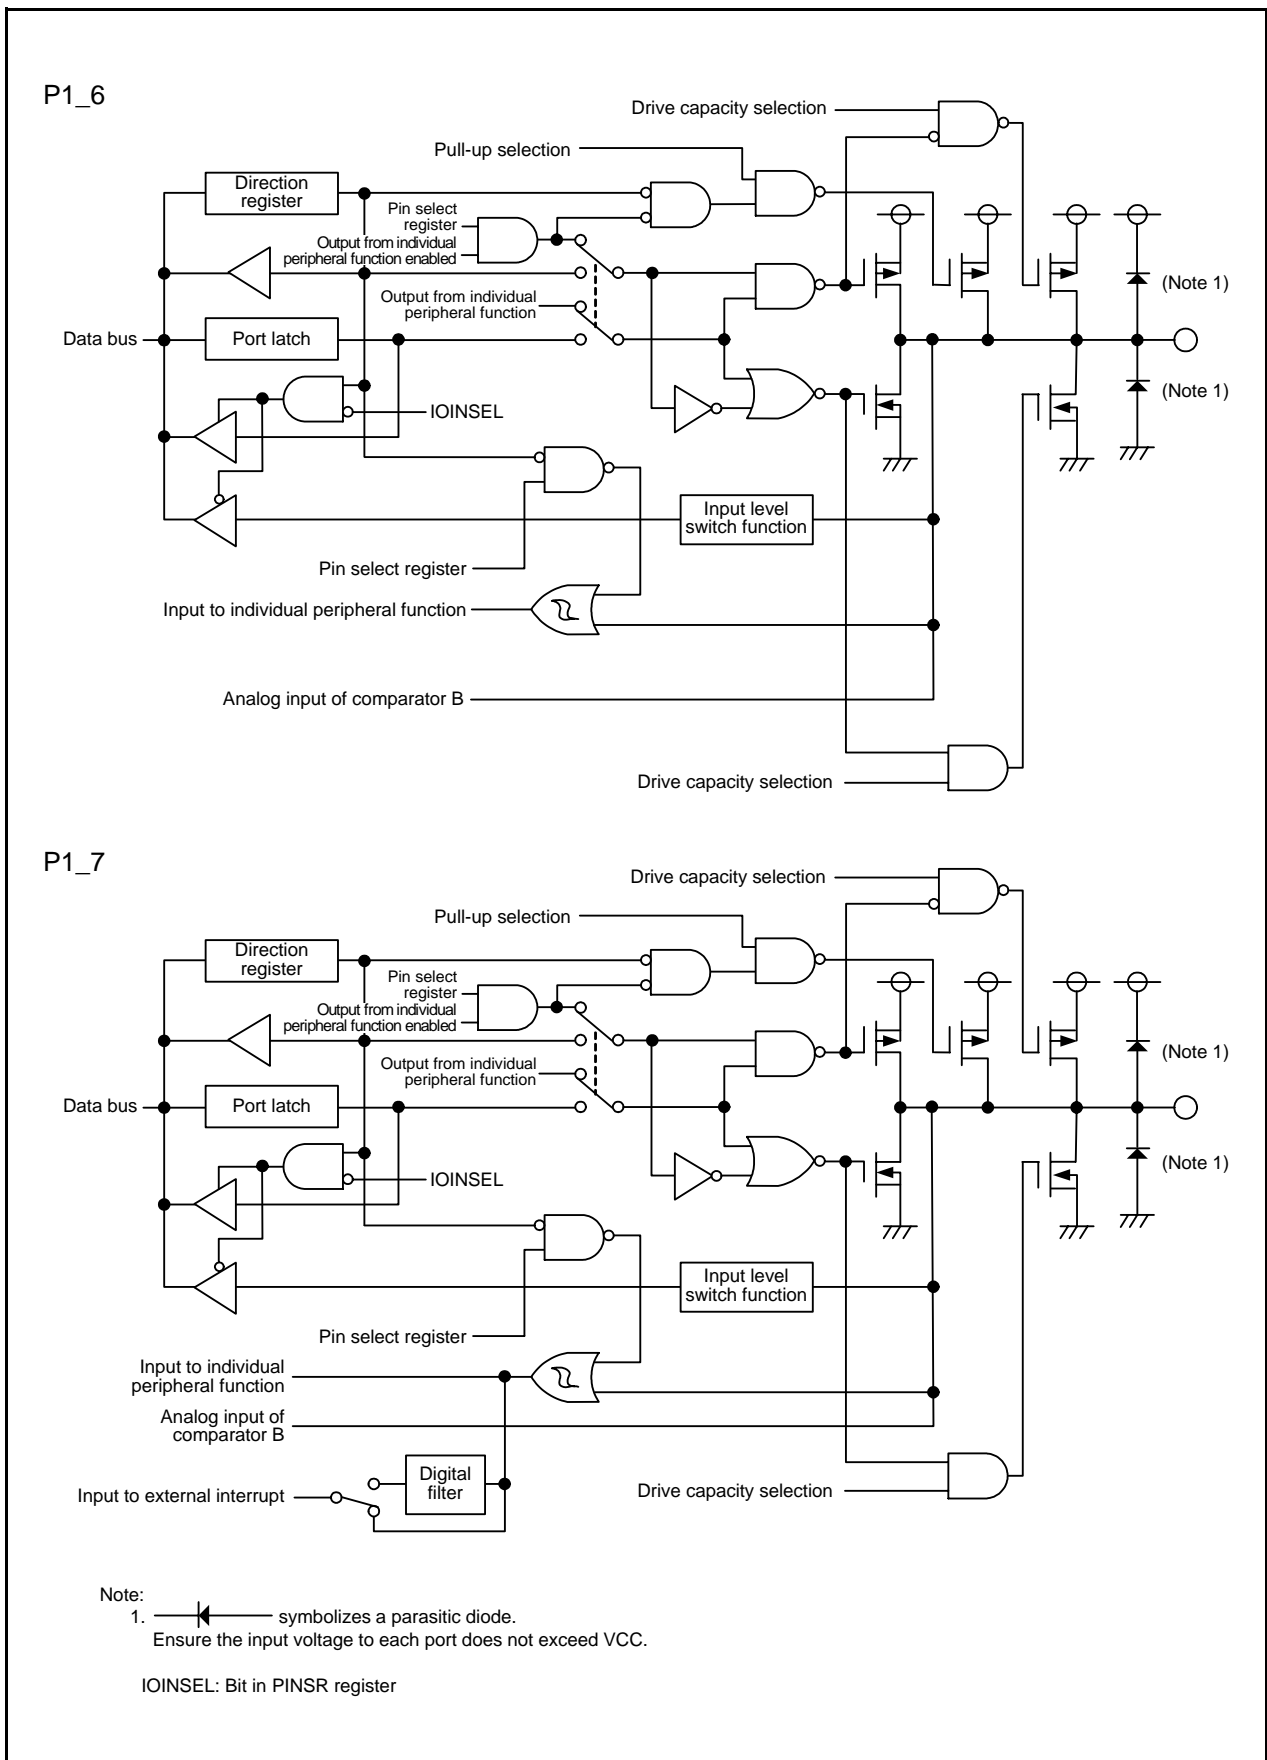 P1_6
Drive capacity selection
Pull-up selection
Direction
register
Pin select
register
Output from individual
peripheral function enabled
Output from individual
peripheral function
(Note 1)
Data bus
Port latch
(Note 1)
IOINSEL
Input level
switch function
Pin select register
Input to individual peripheral function
Analog input of comparator B
Drive capacity selection
P1_7
Drive capacity selection
Pull-up selection
Direction
register
Pin select
register
Output from individual
peripheral function enabled
Output from individual
peripheral function
(Note 1)
Data bus
Port latch
(Note 1)
IOINSEL
Input level
switch function
Pin select register
Input to individual
peripheral function
Analog input of
comparator B
Digital
filter
Input to external interrupt
Drive capacity selection
Note:
1. symbolizes a parasitic diode.
Ensure the input voltage to each port does not exceed VCC.
IOINSEL: Bit in PINSR register